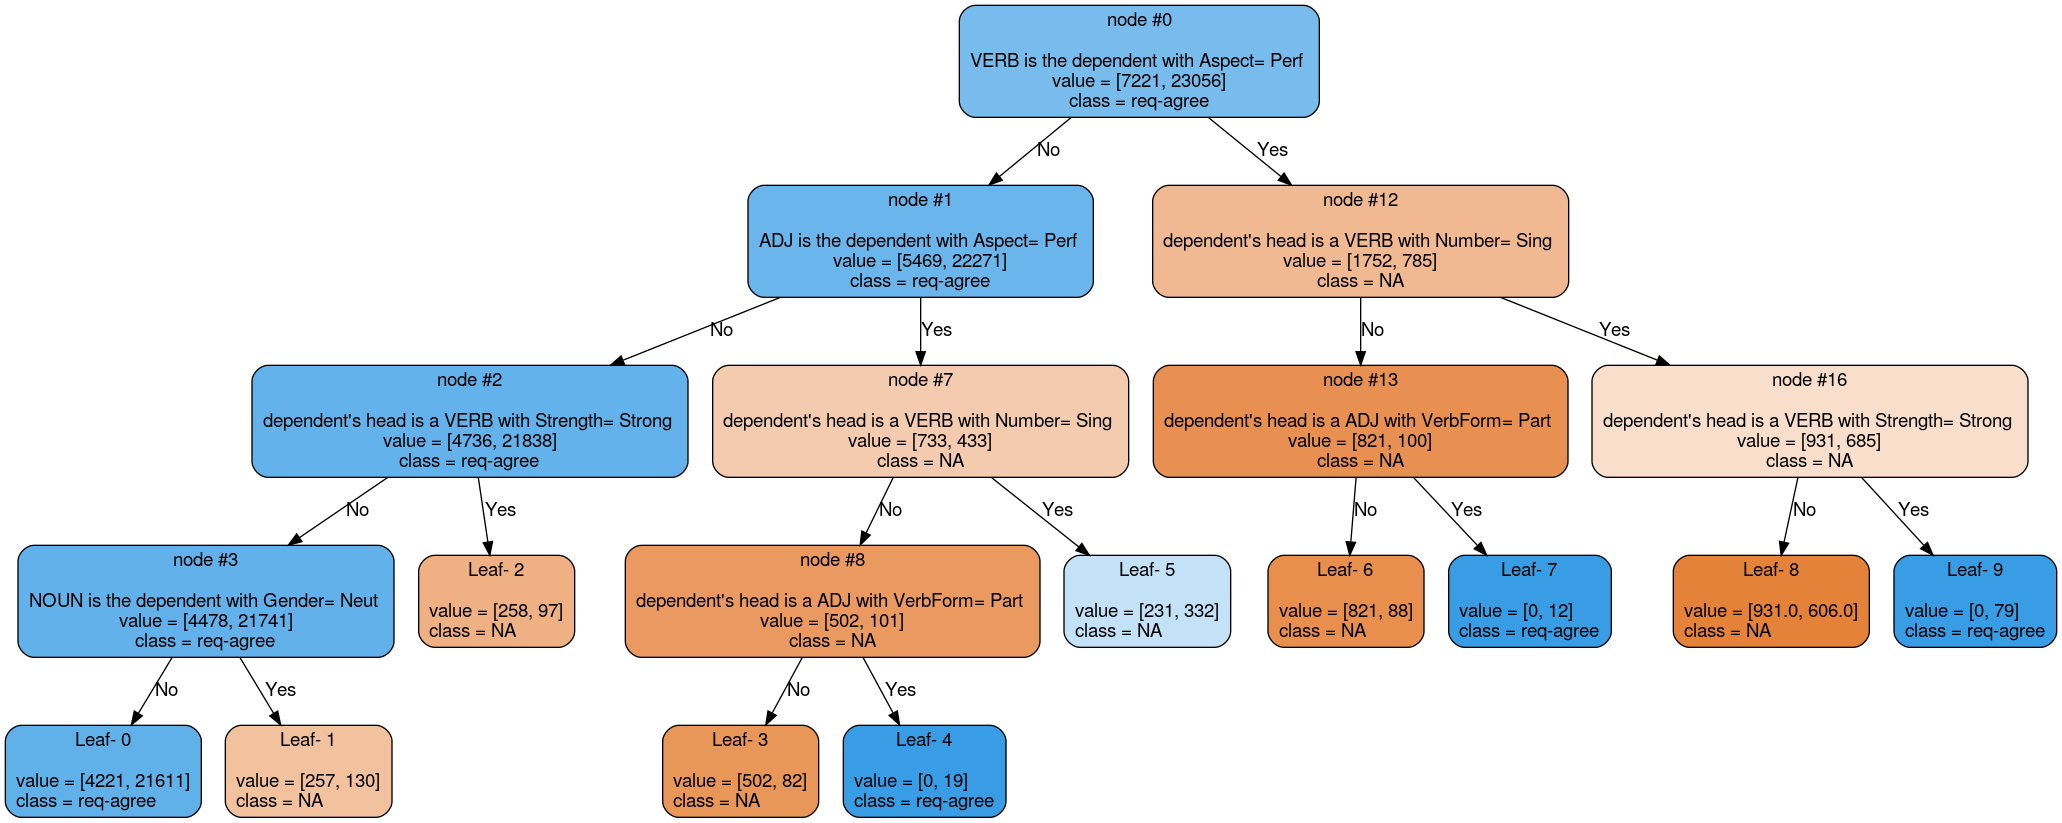 node #0
VERB is the dependent with Aspect= Perf
value = [7221, 23056]
class = req-agree
No
Yes
node #1
ADJ is the dependent with Aspect= Perf
value = [5469, 22271]
class = req-agree
node #12
dependent's head is a VERB with Number= Sing
value = [1752, 785]
class = NA
No
Yes
No
Yes
node #2
dependent's head is a VERB with Strength= Strong
value = [4736, 21838]
class = req-agree
node #7
dependent's head is a VERB with Number= Sing
value = [733, 433]
class = NA
node #13
dependent's head is a ADJ with VerbForm= Part
value = [821, 100]
class = NA
node #16
dependent's head is a VERB with Strength= Strong
value = [931, 685]
class = NA
No
Yes
No
Yes
No
Yes
No
Yes
node #3
NOUN is the dependent with Gender= Neut
value = [4478, 21741]
class = req-agree
Leaf- 2
value = [258, 97]
class = NA
node #8
dependent's head is a ADJ with VerbForm= Part
value = [502, 101]
class = NA
Leaf- 5
value = [231, 332]
class = NA
Leaf- 6
value = [821, 88]
class = NA
Leaf- 7
value = [0, 12]
class = req-agree
Leaf- 8
value = [931.0, 606.0]
class = NA
Leaf- 9
value = [0, 79]
class = req-agree
No
Yes
No
Yes
Leaf- 0
value = [4221, 21611]
class = req-agree
Leaf- 1
value = [257, 130]
class = NA
Leaf- 3
value = [502, 82]
class = NA
Leaf- 4
value = [0, 19]
class = req-agree